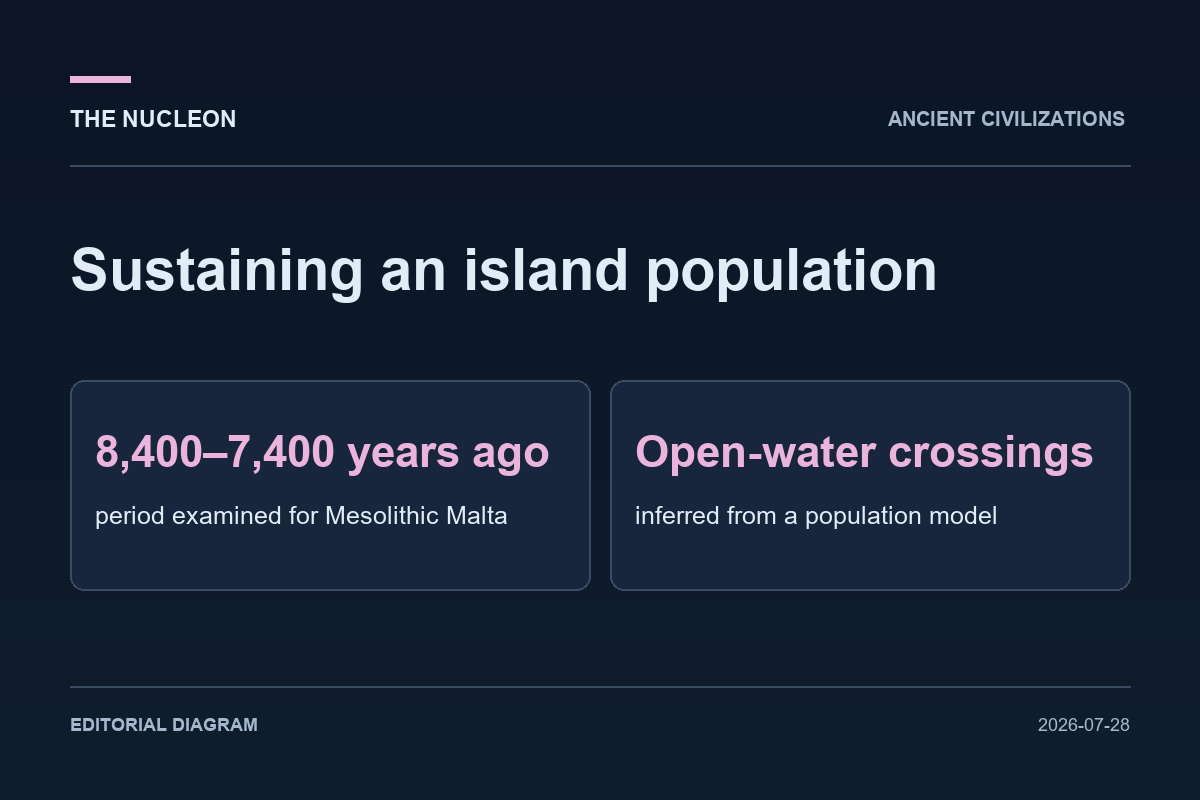 THE NUCLEON
ANCIENT CIVILIZATIONS
Sustaining an island population
8,400–7,400 years ago
period examined for Mesolithic Malta
Open-water crossings
inferred from a population model
EDITORIAL DIAGRAM
2026-07-28